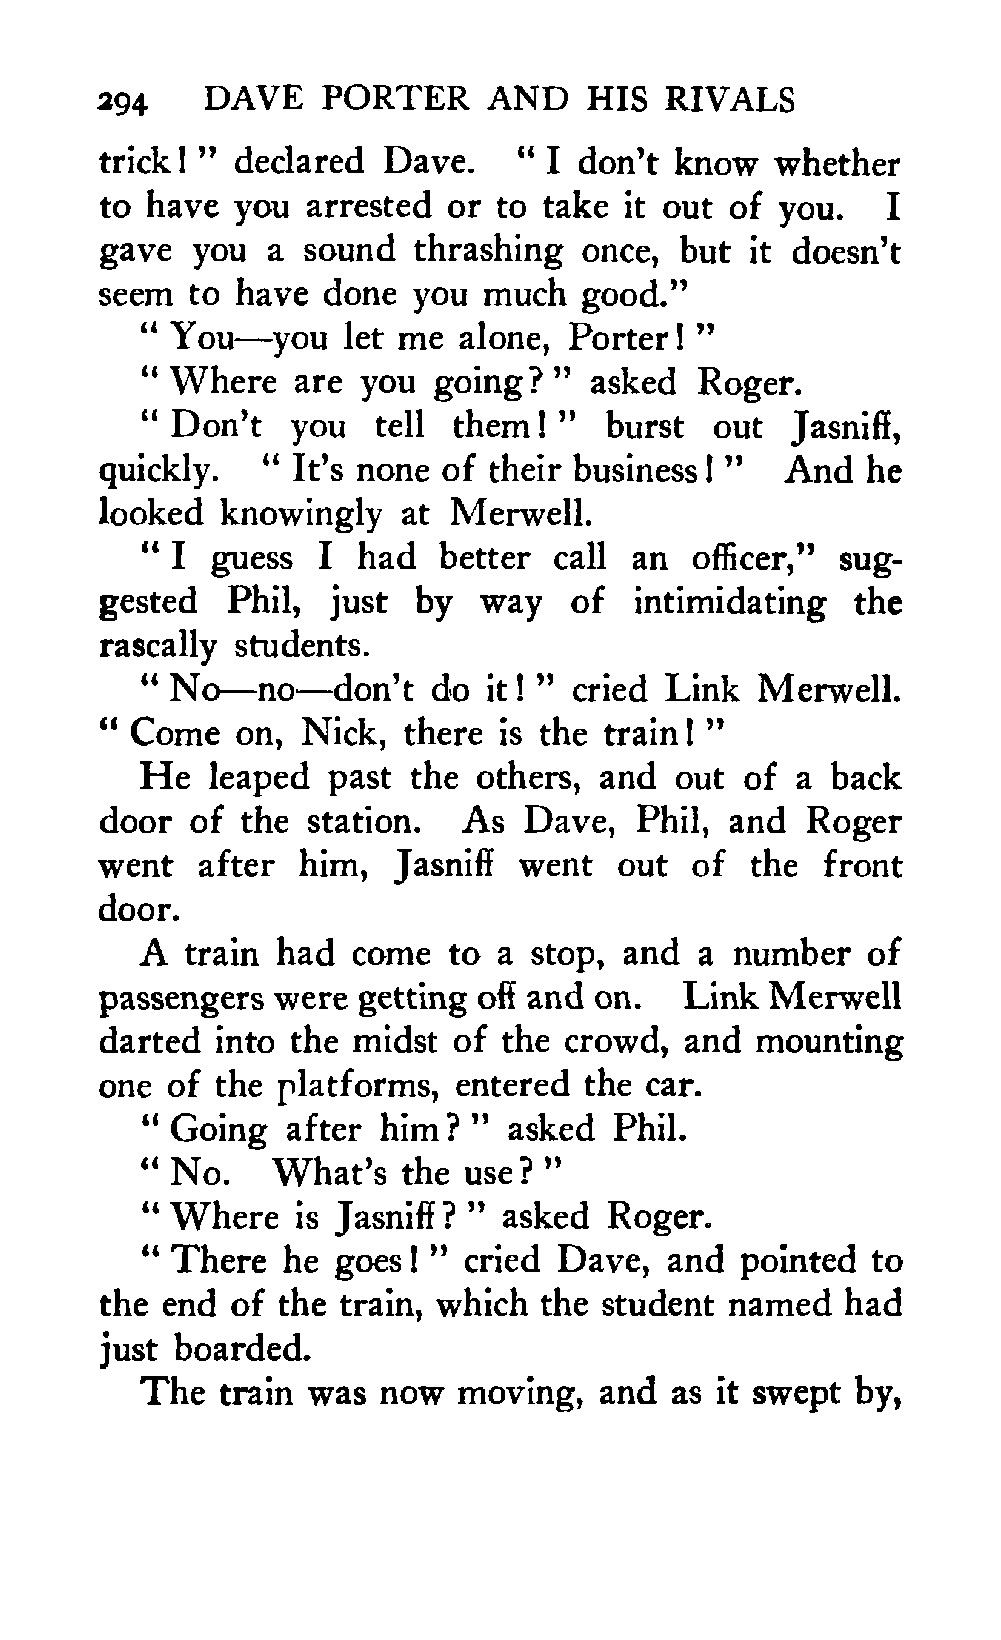 294 DAVE PORTER AND HIS RIVALS
trick! " declared Dave. " I don't know whether
to have you arrested or to take it out of you. I
gave you a sound thrashing once, but it doesn't
seem to have done you much good."
" You—you let me alone, Porter! "
" Where are you going? " asked Roger.
" Don't you tell them! " burst out Jasniff,
quickly. " It's none of their business! " And he
looked knowingly at Merwell.
" I guess I had better call an officer," sug-
gested Phil, just by way of intimidating the
rascally students.
" No—no—don't do it! " cried Link Merwell.
" Come on, Nick, there is the train! "
He leaped past the others, and out of a back
door of the station. As Dave, Phil, and Roger
went after him, Jasniff went out of the front
door.
A train had come to a stop, and a number of
passengers were getting off and on. Link Merwell
darted into the midst of the crowd, and mounting
one of the platforms, entered the car.
" Going after him? " asked Phil.
" No. What's the use? "
" Where is Jasniff? " asked Roger.
" There he goes! " cried Dave, and pointed to
the end of the train, which the student named had
just boarded.
The train was now moving, and as it swept by,